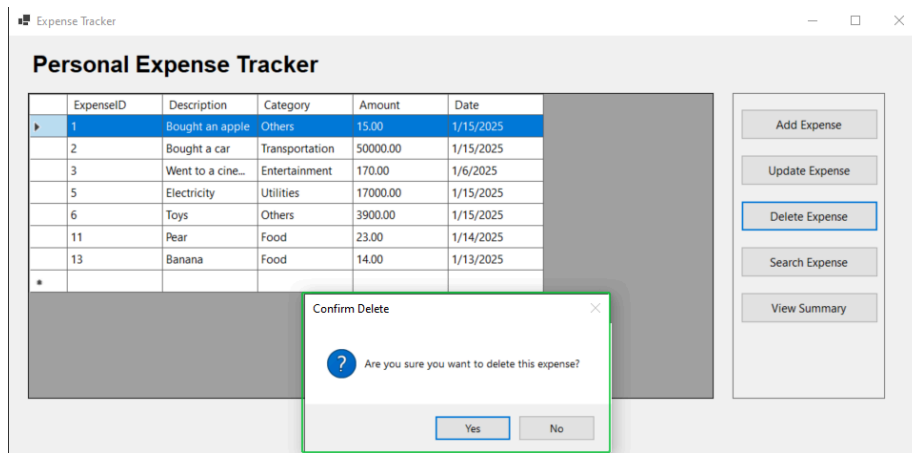 Expense Tracker
Personal Expense Tracker
ExpenseID Description Category Amount Date
1 Bought an apple Others 15.00 1/15/2025
2 Bought a car Transportation 50000.00 1/15/2025
3 Went to a cine... Entertainment 170.00 1/6/2025
5 Electricity Utilities 17000.00 1/15/2025
6 Toys Others 3900.00 1/15/2025
11 Pear Food 23.00 1/14/2025
13 Banana Food 14.00 1/13/2025
Add Expense
Update Expense
Delete Expense
Search Expense
View Summary
Confirm Delete
Are you sure you want to delete this expense?
Yes No